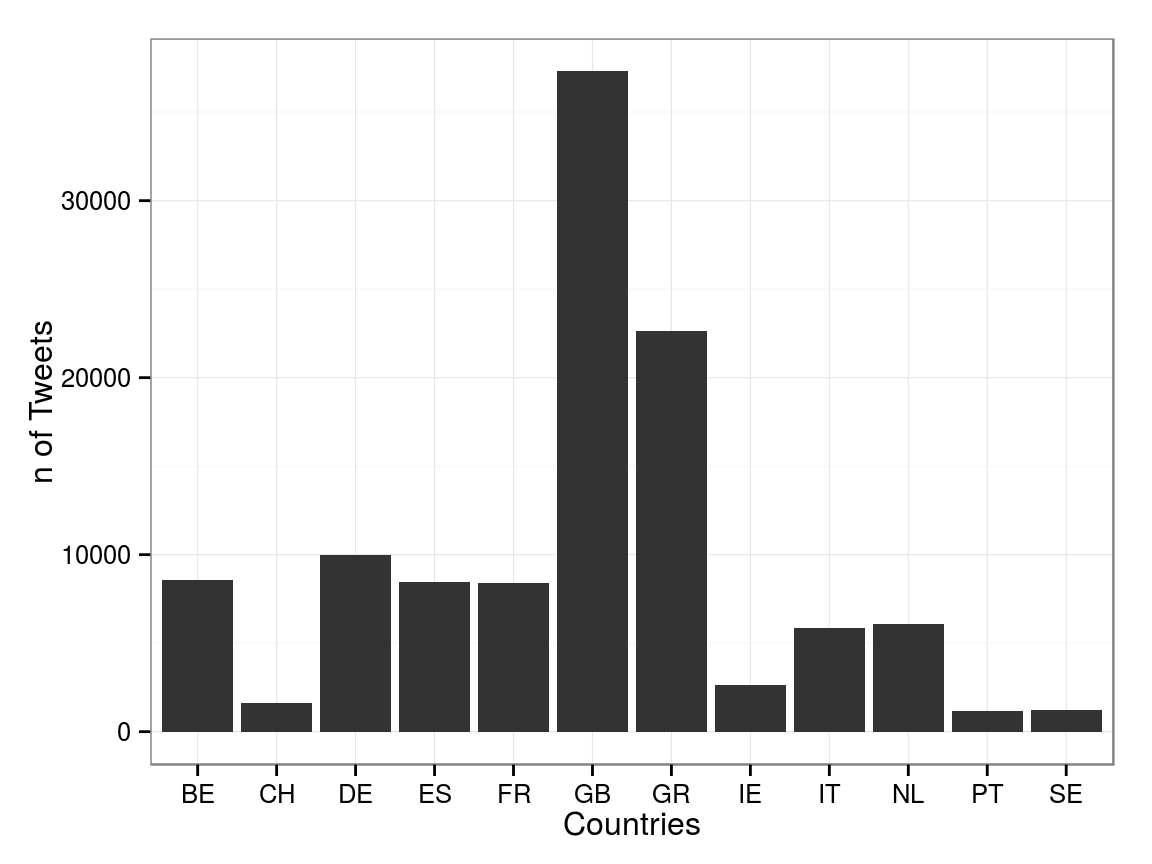 n of Tweets
30000
20000
10000
0
BE CH DE ES FR GB GR IE IT NL PT SE
Countries